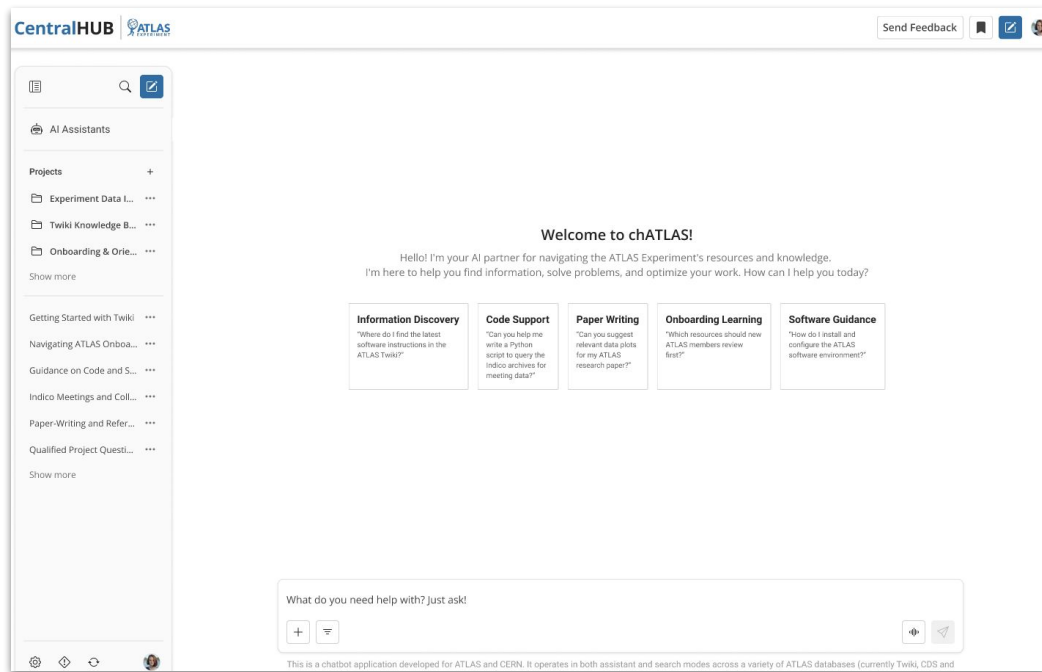 CentralHUB ATLAS EXPERIMENT
Send Feedback
AI Assistants
Projects +
Experiment Data I...
Twiki Knowledge B...
Onboarding & Orie...
Show more
Getting Started with Twiki
Navigating ATLAS Onboa...
Guidance on Code and S...
Indico Meetings and Coll...
Paper-Writing and Refer...
Qualified Project Questi...
Show more
Welcome to chATLAS!
Hello! I'm your AI partner for navigating the ATLAS Experiment's resources and knowledge.
I'm here to help you find information, solve problems, and optimize your work. How can I help you today?
Information Discovery
"Where do I find the latest
software instructions in the
ATLAS Twiki?"
Code Support
"Can you help me
write a Python
script to query the
Indico archives for
meeting data?"
Paper Writing
"Can you suggest
relevant data plots
for my ATLAS
research paper?"
Onboarding Learning
"Which resources should new
ATLAS members review
first?"
Software Guidance
"How do I install and
configure the ATLAS
software environment?"
What do you need help with? Just ask!
This is a chatbot application developed for ATLAS and CERN. It operates in both assistant and search modes across a variety of ATLAS databases (currently Twiki, CDS and